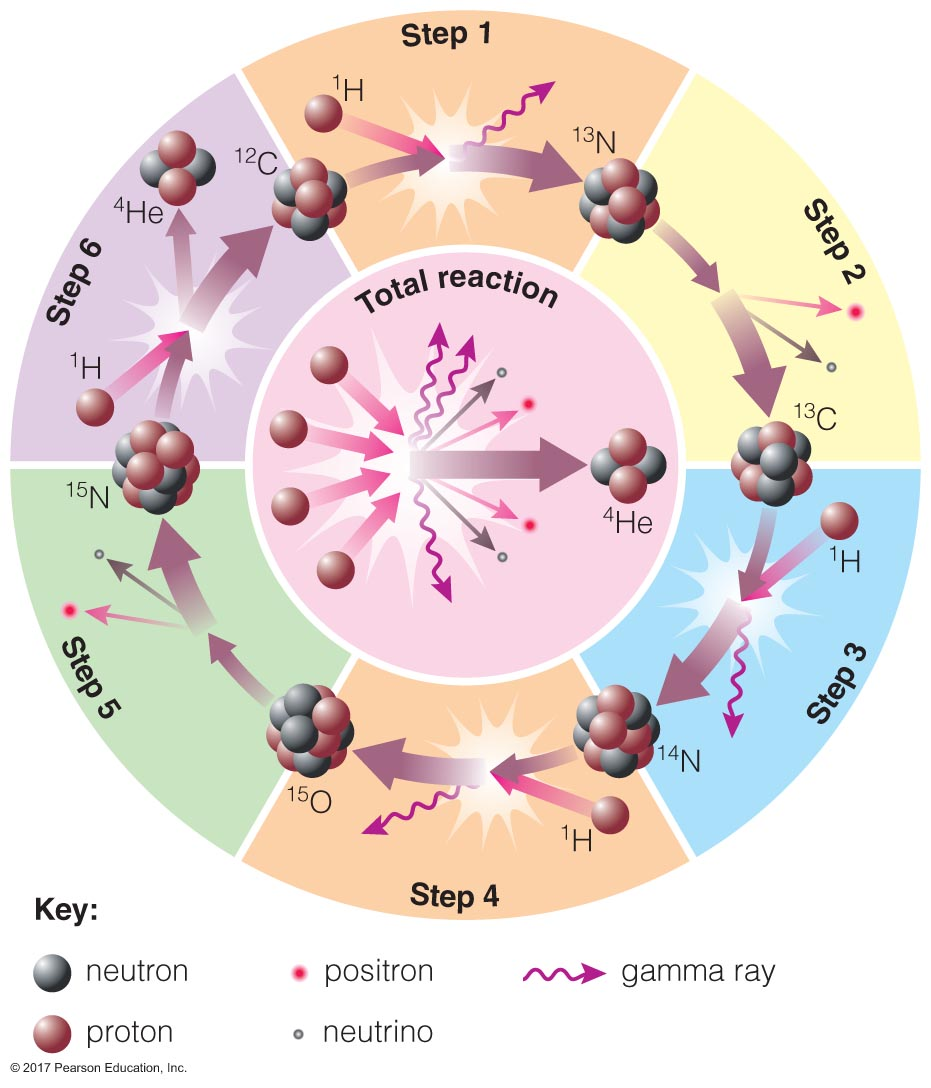 Step 1
¹H
¹²C
¹³N
⁴He
Step 6
Step 2
Total reaction
¹H
¹³C
⁴He
¹⁵N
¹H
Step 3
Step 5
¹⁴N
¹⁵O
¹H
Step 4
Key:
neutron
positron
gamma ray
proton
neutrino
© 2017 Pearson Education, Inc.